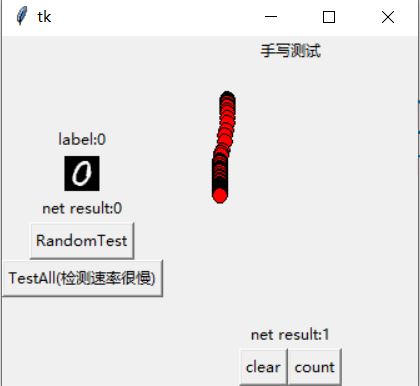 tk
手写测试
label:0
0
net result:0
RandomTest
TestAll(检测速率很慢)
net result:1
clear count